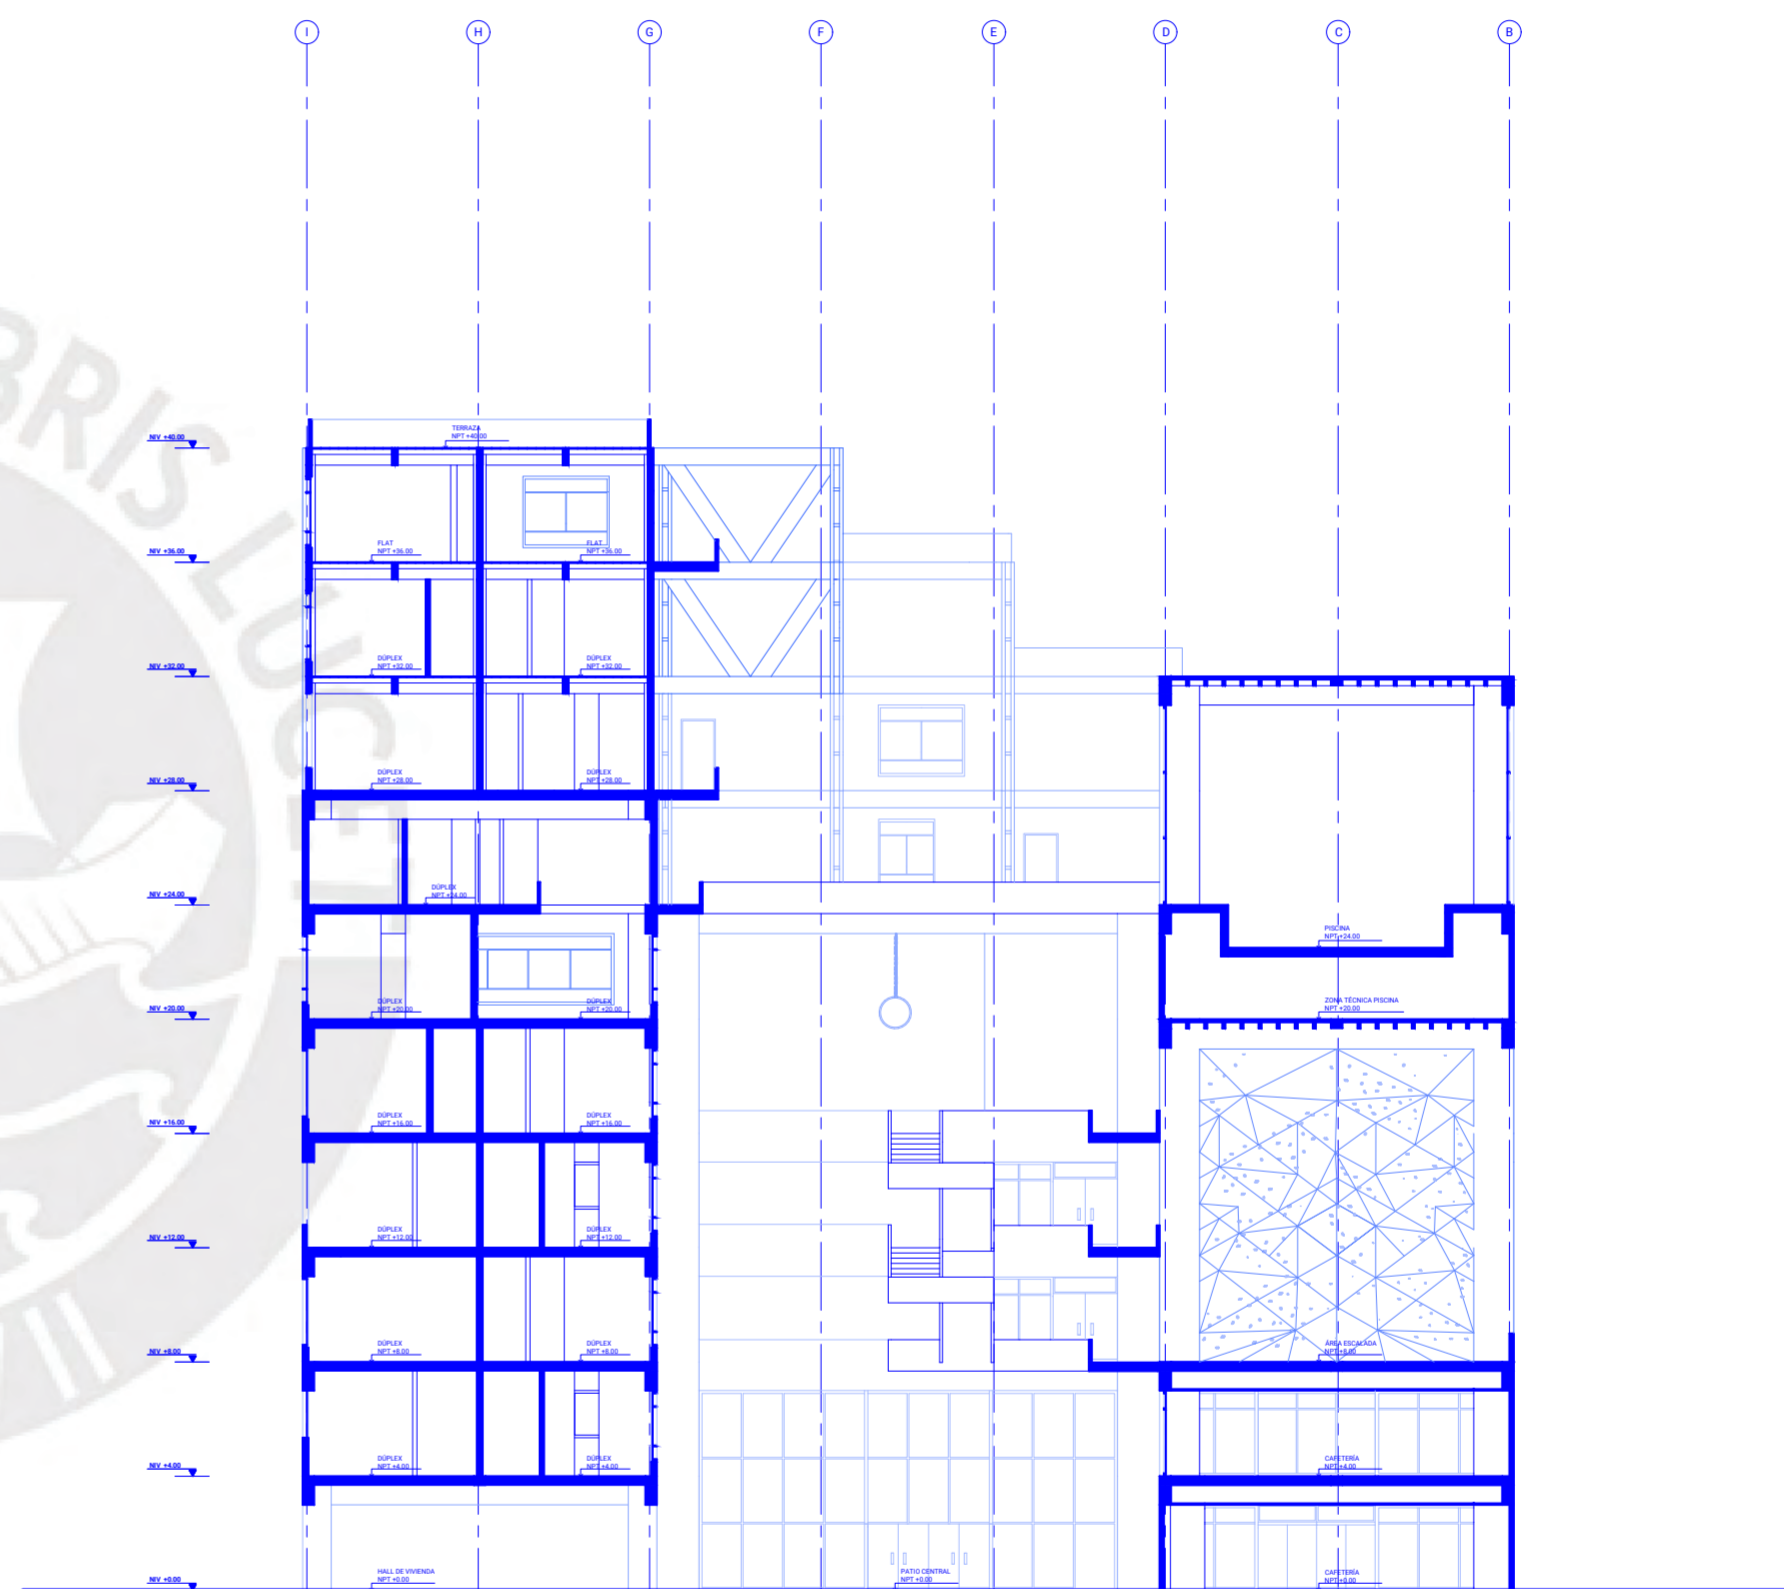 I H G F E D C B
TERRAZA
NPT +40.00
NIV +40.00
FLAT
NPT +36.00
FLAT
NPT +36.00
NIV +36.00
DÚPLEX
NPT +32.00
DÚPLEX
NPT +32.00
NIV +32.00
DÚPLEX
NPT +28.00
DÚPLEX
NPT +28.00
NIV +28.00
DÚPLEX
NPT +24.00
NIV +24.00
PISCINA
NPT +24.00
DÚPLEX
NPT +20.00
DÚPLEX
NPT +20.00
ZONA TÉCNICA PISCINA
NPT +20.00
NIV +20.00
DÚPLEX
NPT +16.00
DÚPLEX
NPT +16.00
NIV +16.00
DÚPLEX
NPT +12.00
DÚPLEX
NPT +12.00
NIV +12.00
DÚPLEX
NPT +8.00
DÚPLEX
NPT +8.00
ÁREA ESCALADA
NPT +8.00
NIV +8.00
DÚPLEX
NPT +4.00
DÚPLEX
NPT +4.00
CAFETERÍA
NPT +4.00
NIV +4.00
HALL DE VIVIENDA
NPT +0.00
PATIO CENTRAL
NPT +0.00
CAFETERÍA
NPT +0.00
NIV +0.00
BRIS LUCET